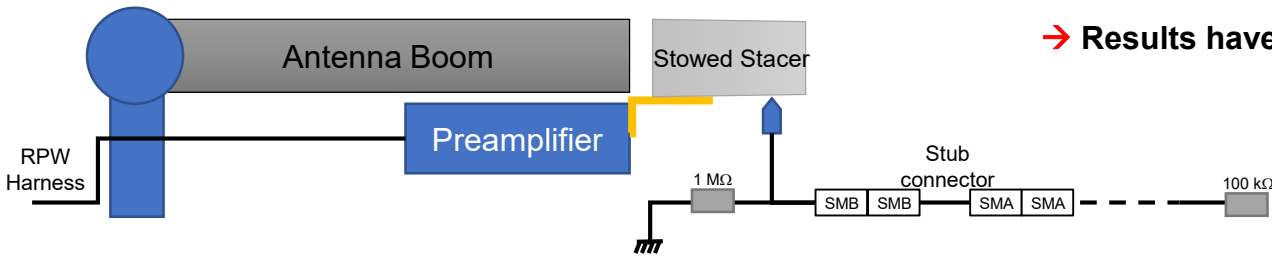 → Results have
Antenna Boom
Stowed Stacer
Preamplifier
RPW
Harness
Stub
connector
1 MΩ
100 kΩ
SMB SMB SMA SMA